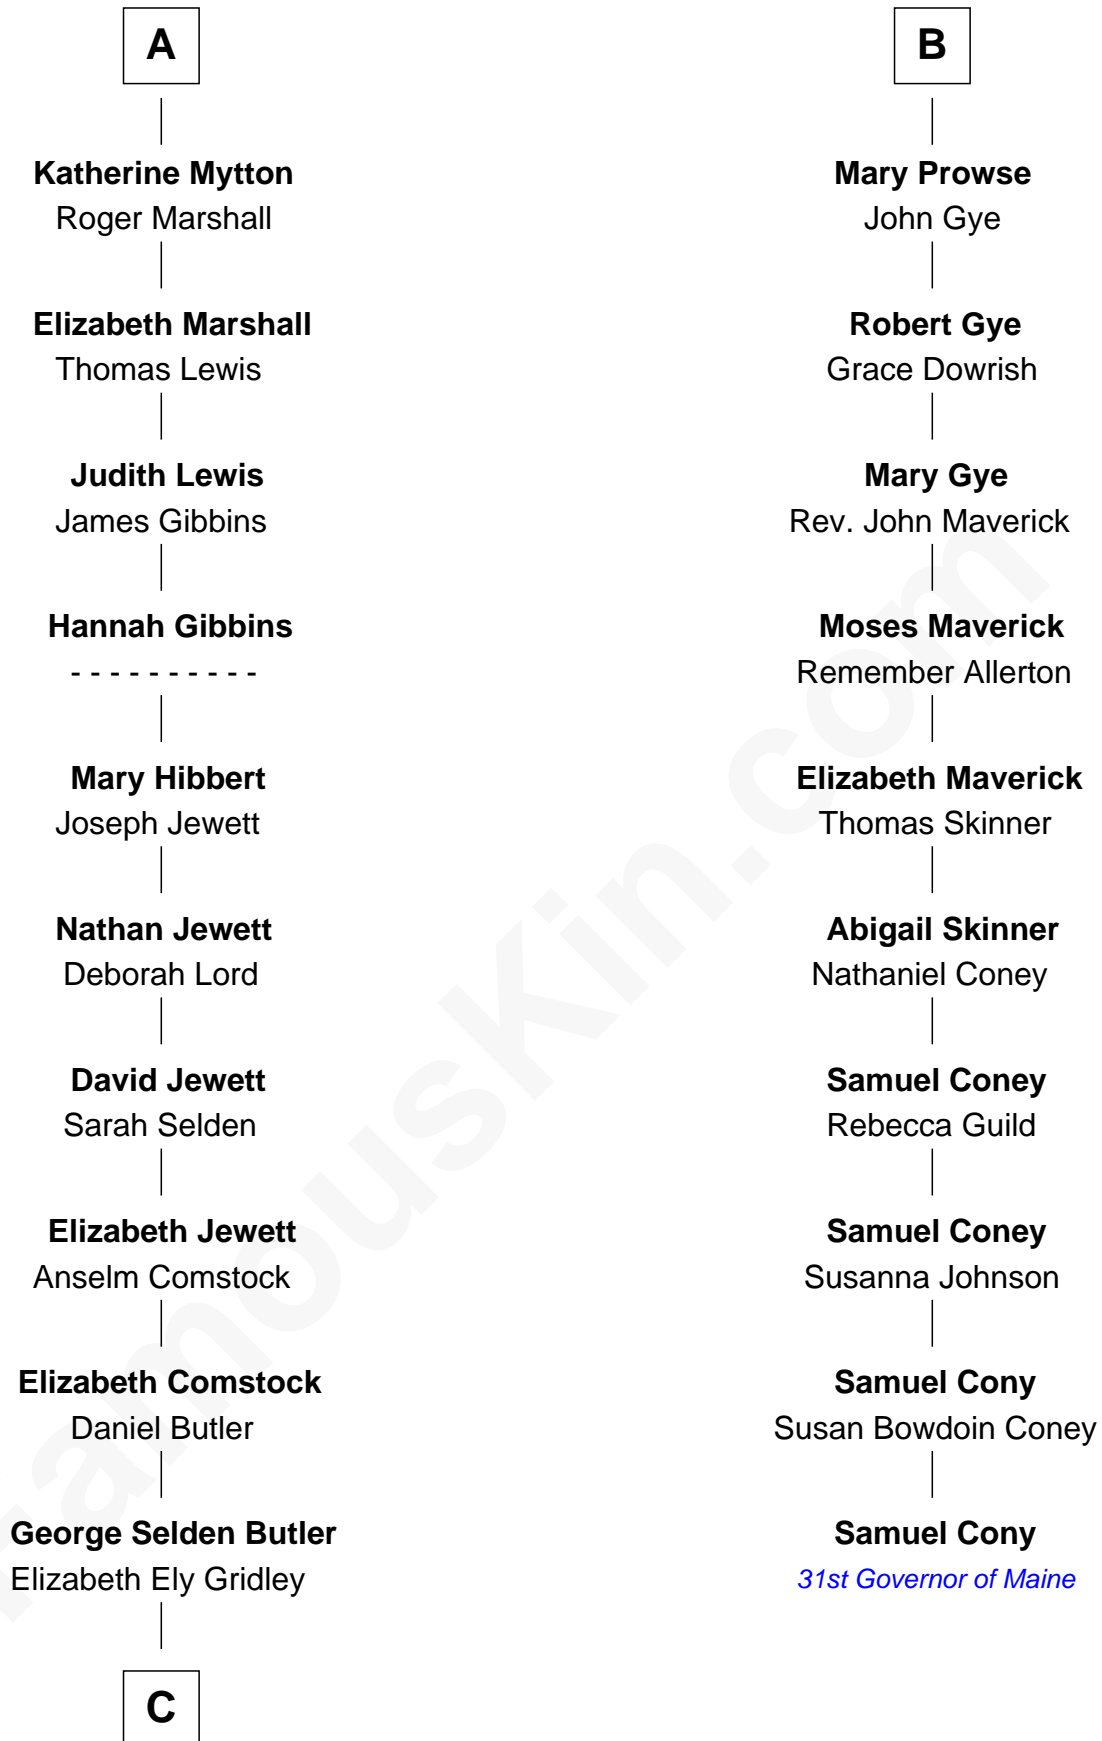 A
Katherine Mytton
Roger Marshall
Elizabeth Marshall
Thomas Lewis
Judith Lewis
James Gibbins
Hannah Gibbins
- - - - - - - - - -
Mary Hibbert
Joseph Jewett
Nathan Jewett
Deborah Lord
David Jewett
Sarah Selden
Elizabeth Jewett
Anselm Comstock
Elizabeth Comstock
Daniel Butler
George Selden Butler
Elizabeth Ely Gridley
C
B
Mary Prowse
John Gye
Robert Gye
Grace Dowrish
Mary Gye
Rev. John Maverick
Moses Maverick
Remember Allerton
Elizabeth Maverick
Thomas Skinner
Abigail Skinner
Nathaniel Coney
Samuel Coney
Rebecca Guild
Samuel Coney
Susanna Johnson
Samuel Cony
Susan Bowdoin Coney
Samuel Cony
31st Governor of Maine
FamousKin.com